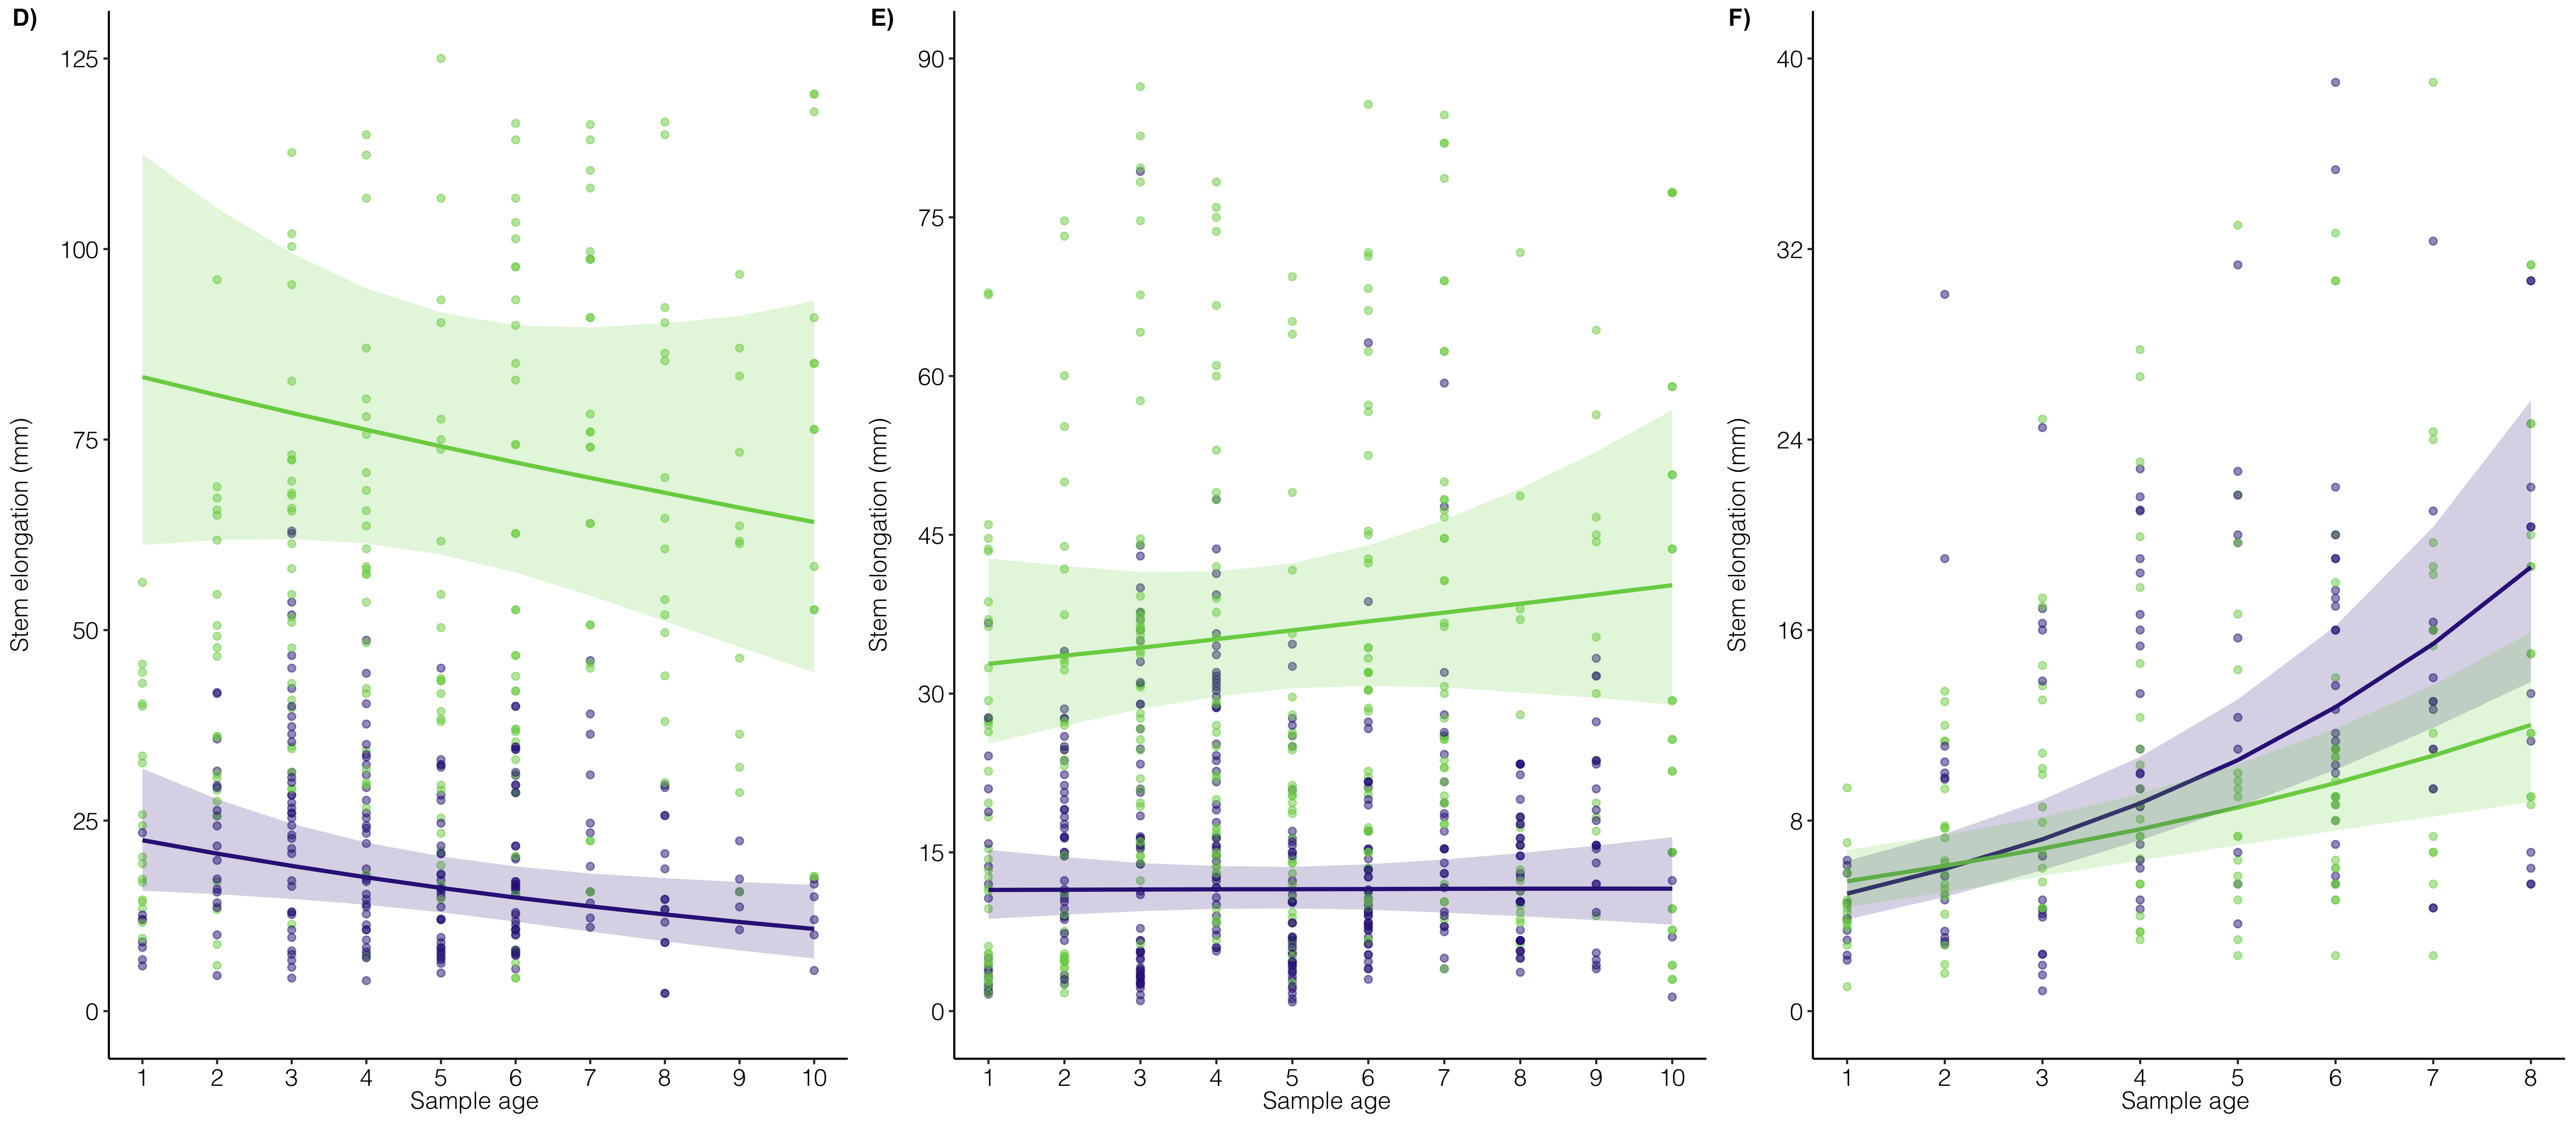 D)
Stem elongation (mm)
125
100
75
50
25
0
1 2 3 4 5 6 7 8 9 10
Sample age
E)
Stem elongation (mm)
90
75
60
45
30
15
0
1 2 3 4 5 6 7 8 9 10
Sample age
F)
Stem elongation (mm)
40
32
24
16
8
0
1 2 3 4 5 6 7 8
Sample age